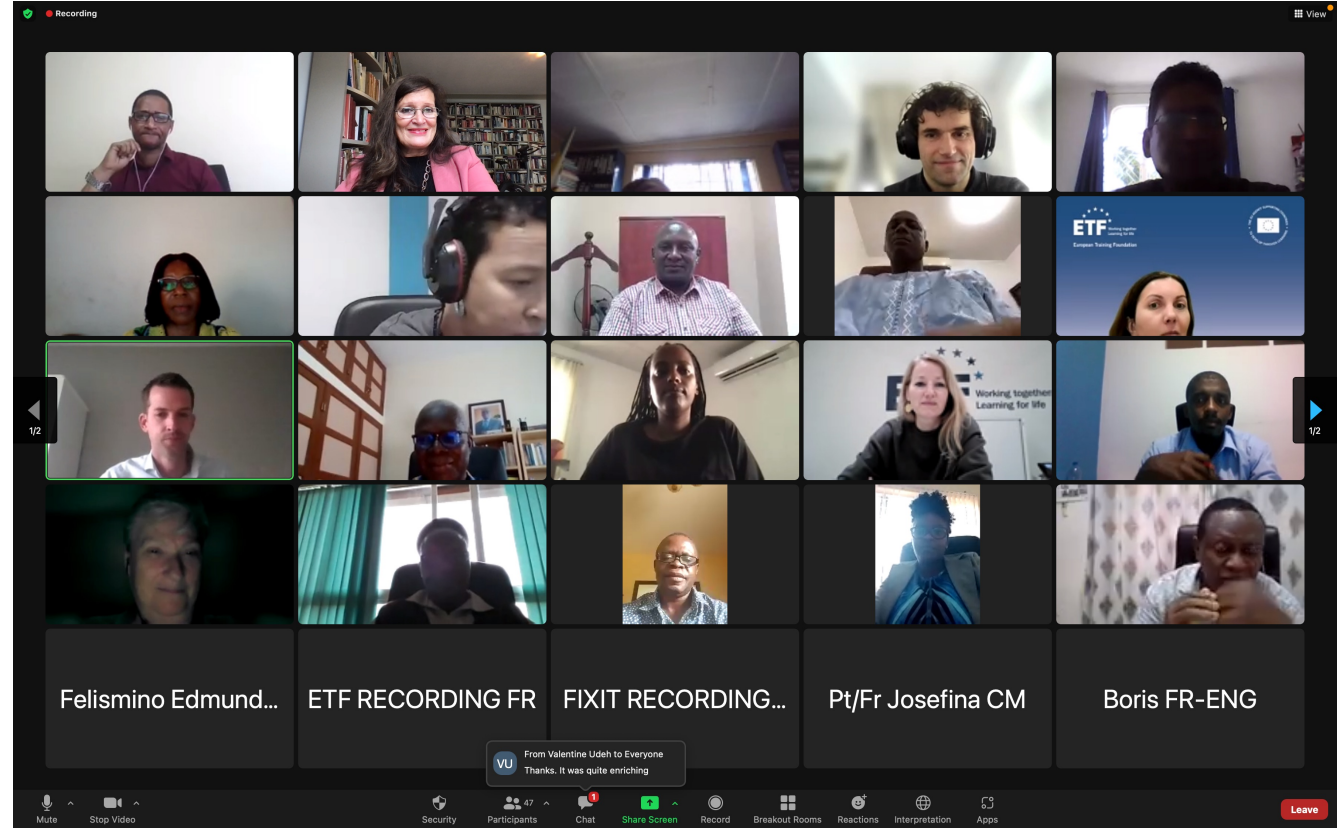 Recording
View
ETF
Working together
Learning for life
European Training Foundation
Working together
Learning for life
1/2
1/2
Felismino Edmund...
ETF RECORDING FR
FIXIT RECORDING...
Pt/Fr Josefina CM
Boris FR-ENG
VU
From Valentine Udeh to Everyone
Thanks. It was quite enriching
1
47
Mute
Stop Video
Security
Participants
Chat
Share Screen
Record
Breakout Rooms
Reactions
Interpretation
Apps
Leave